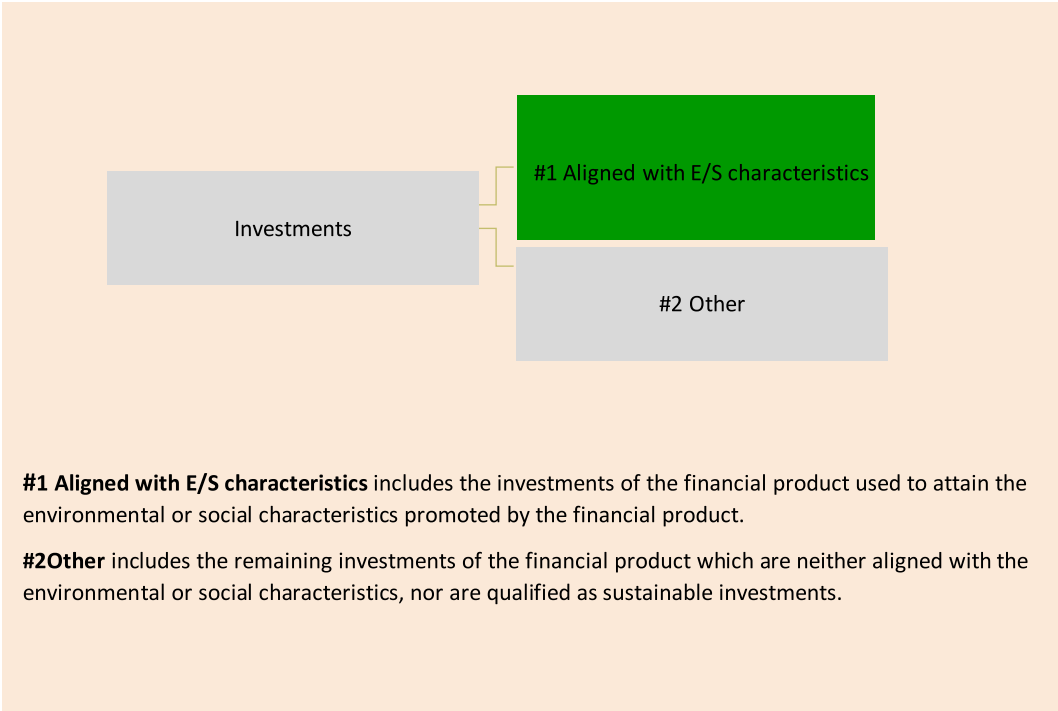 #1 Aligned with E/S characteristics
Investments
#2 Other
#1 Aligned with E/S characteristics includes the investments of the financial product used to attain the
environmental or social characteristics promoted by the financial product.
#2Other includes the remaining investments of the financial product which are neither aligned with the
environmental or social characteristics, nor are qualified as sustainable investments.